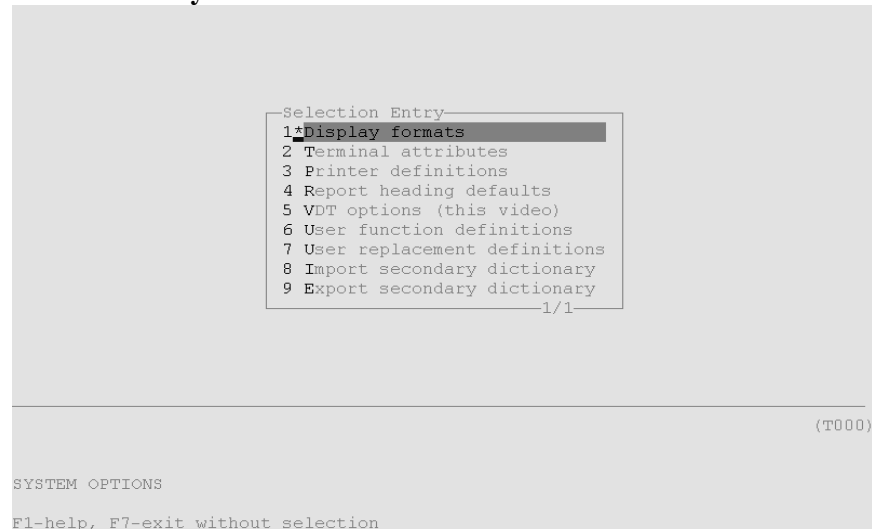 Selection Entry
1*Display formats
2 Terminal attributes
3 Printer definitions
4 Report heading defaults
5 VDT options (this video)
6 User function definitions
7 User replacement definitions
8 Import secondary dictionary
9 Export secondary dictionary
1/1
(T000)
SYSTEM OPTIONS
F1-help, F7-exit without selection